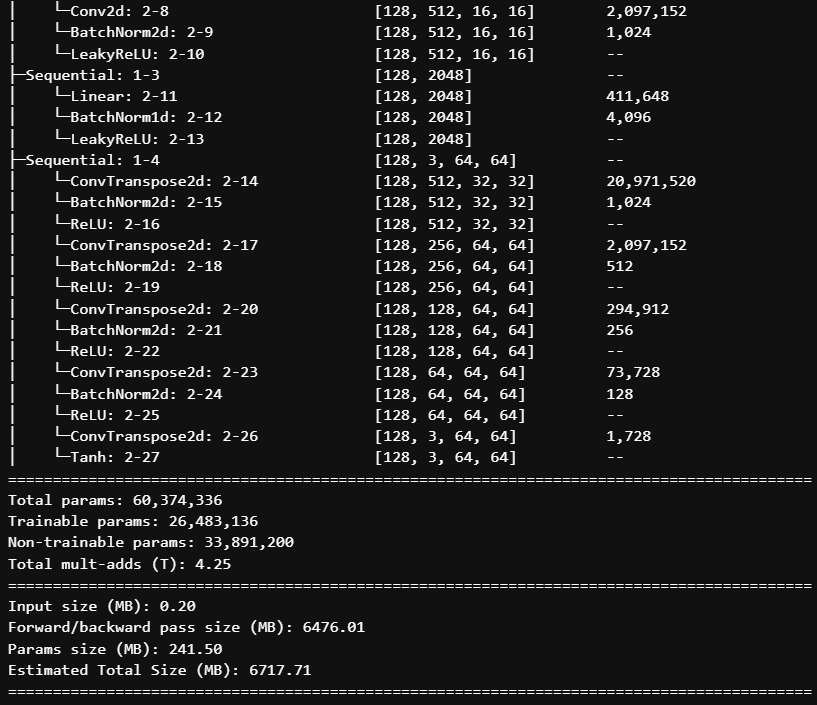 │    └─Conv2d: 2-8                       [128, 512, 16, 16]        2,097,152
│    └─BatchNorm2d: 2-9                  [128, 512, 16, 16]        1,024
│    └─LeakyReLU: 2-10                   [128, 512, 16, 16]        --
├─Sequential: 1-3                        [128, 2048]               --
│    └─Linear: 2-11                      [128, 2048]               411,648
│    └─BatchNorm1d: 2-12                 [128, 2048]               4,096
│    └─LeakyReLU: 2-13                   [128, 2048]               --
├─Sequential: 1-4                        [128, 3, 64, 64]          --
│    └─ConvTranspose2d: 2-14             [128, 512, 32, 32]        20,971,520
│    └─BatchNorm2d: 2-15                 [128, 512, 32, 32]        1,024
│    └─ReLU: 2-16                        [128, 512, 32, 32]        --
│    └─ConvTranspose2d: 2-17             [128, 256, 64, 64]        2,097,152
│    └─BatchNorm2d: 2-18                 [128, 256, 64, 64]        512
│    └─ReLU: 2-19                        [128, 256, 64, 64]        --
│    └─ConvTranspose2d: 2-20             [128, 128, 64, 64]        294,912
│    └─BatchNorm2d: 2-21                 [128, 128, 64, 64]        256
│    └─ReLU: 2-22                        [128, 128, 64, 64]        --
│    └─ConvTranspose2d: 2-23             [128, 64, 64, 64]         73,728
│    └─BatchNorm2d: 2-24                 [128, 64, 64, 64]         128
│    └─ReLU: 2-25                        [128, 64, 64, 64]         --
│    └─ConvTranspose2d: 2-26             [128, 3, 64, 64]          1,728
│    └─Tanh: 2-27                        [128, 3, 64, 64]          --
==========================================================================================
Total params: 60,374,336
Trainable params: 26,483,136
Non-trainable params: 33,891,200
Total mult-adds (T): 4.25
==========================================================================================
Input size (MB): 0.20
Forward/backward pass size (MB): 6476.01
Params size (MB): 241.50
Estimated Total Size (MB): 6717.71
==========================================================================================